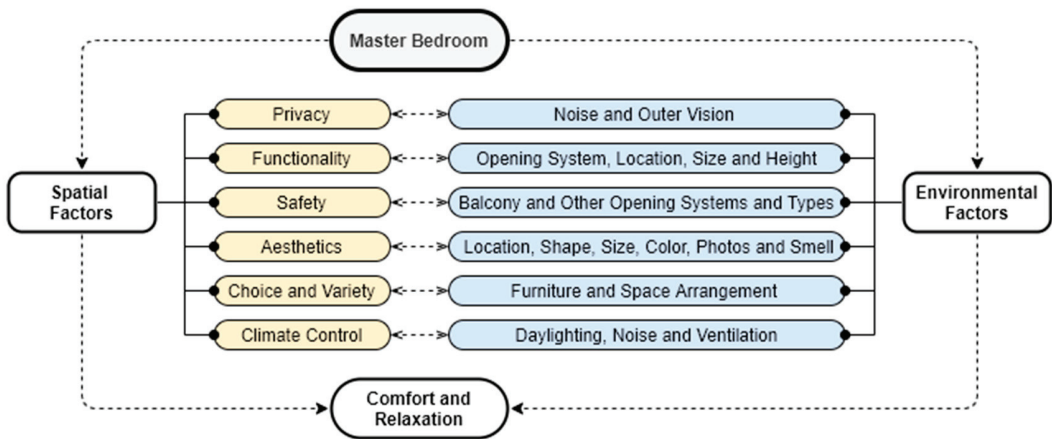 Master Bedroom
Privacy
Noise and Outer Vision
Functionality
Opening System, Location, Size and Height
Spatial
Factors
Safety
Balcony and Other Opening Systems and Types
Environmental
Factors
Aesthetics
Location, Shape, Size, Color, Photos and Smell
Choice and Variety
Furniture and Space Arrangement
Climate Control
Daylighting, Noise and Ventilation
Comfort and
Relaxation